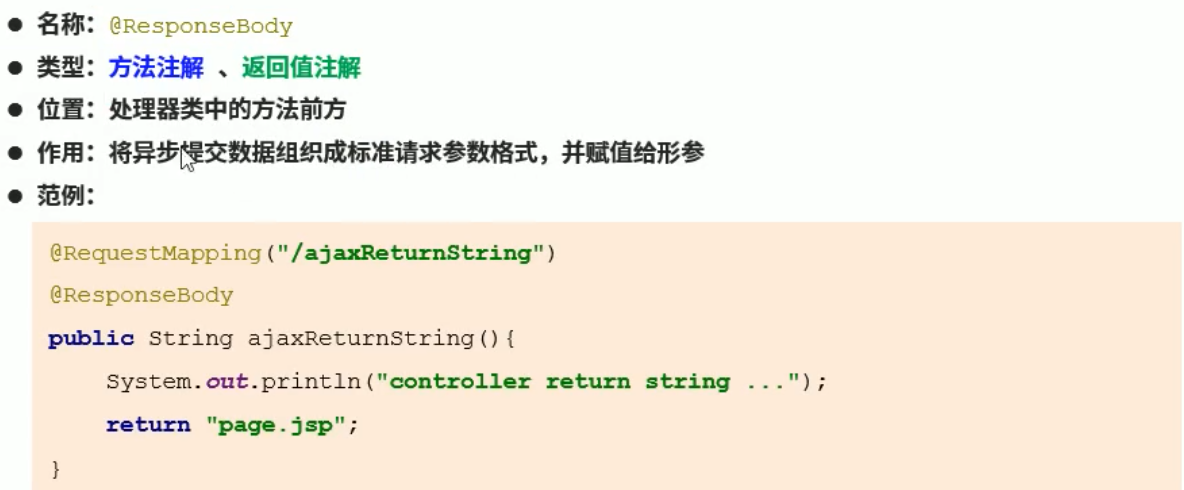 ● 名称：@ResponseBody
● 类型：方法注解 、返回值注解
● 位置：处理器类中的方法前方
● 作用：将异步提交数据组织成标准请求参数格式，并赋值给形参
● 范例：
@RequestMapping("/ajaxReturnString")
@ResponseBody
public String ajaxReturnString(){
    System.out.println("controller return string ...");
    return "page.jsp";
}